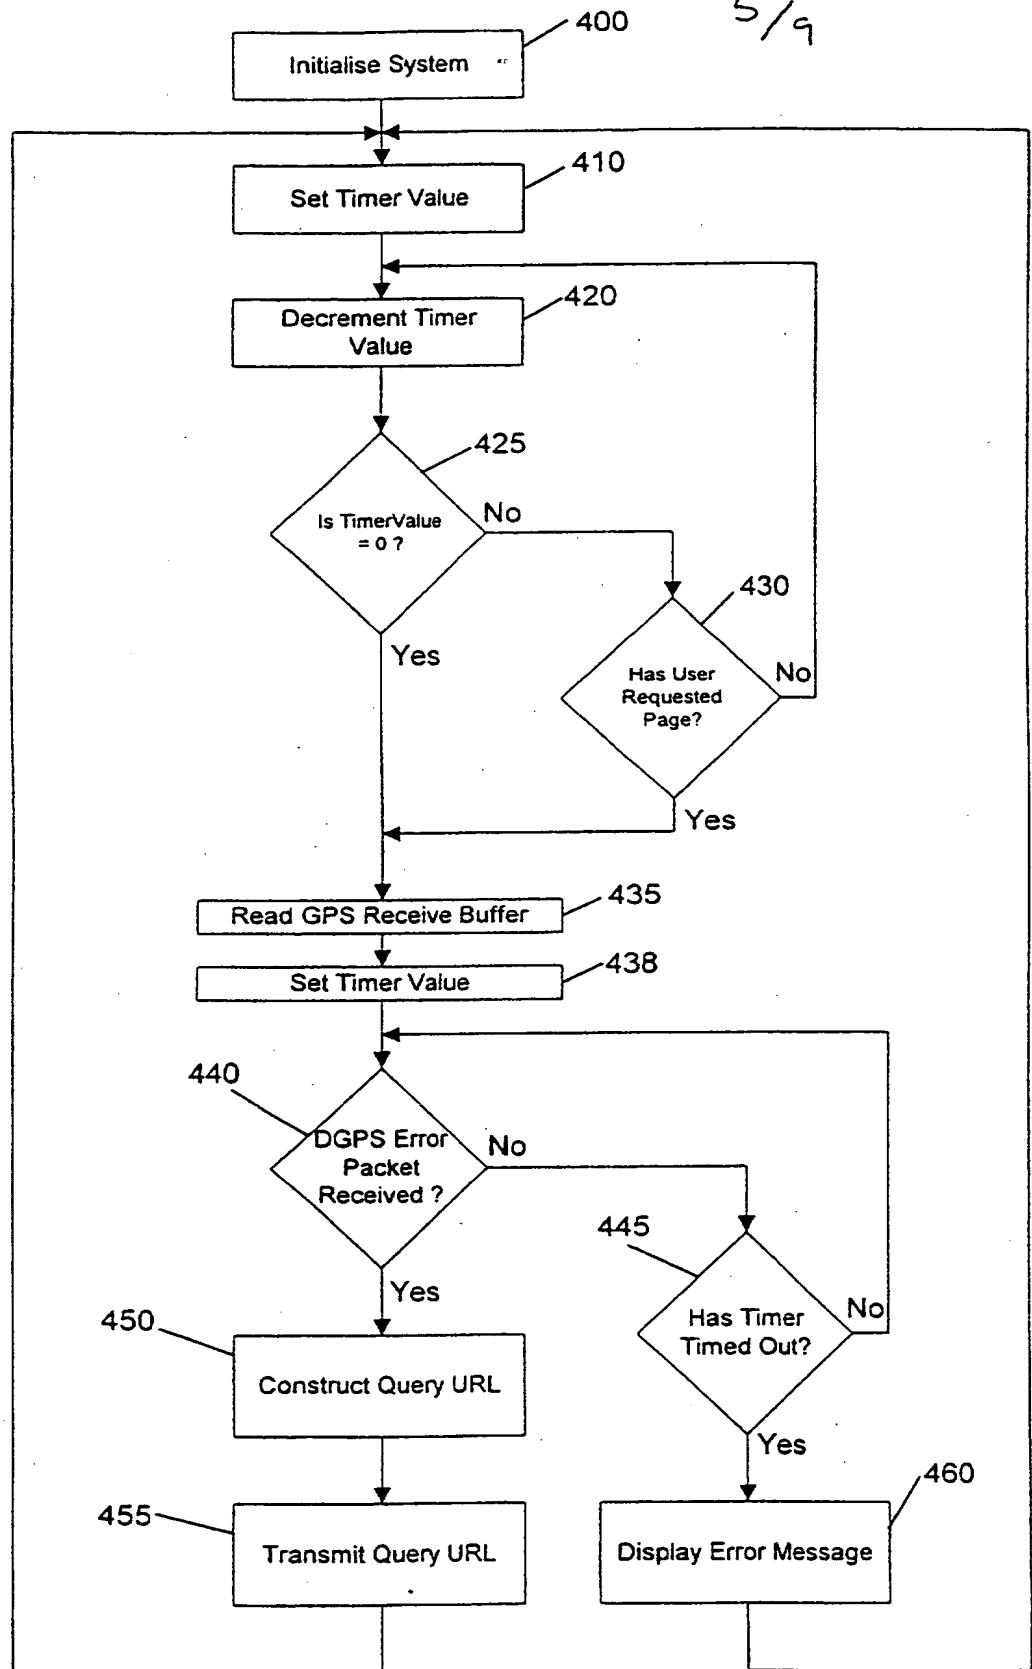 5/9
400
Initialise System
410
Set Timer Value
420
Decrement Timer
Value
425
Is TimerValue
= 0 ?
No
Yes
430
Has User
Requested
Page?
No
Yes
435
Read GPS Receive Buffer
438
Set Timer Value
440
DGPS Error
Packet
Received ?
No
Yes
445
Has Timer
Timed Out?
No
Yes
450
Construct Query URL
455
Transmit Query URL
460
Display Error Message